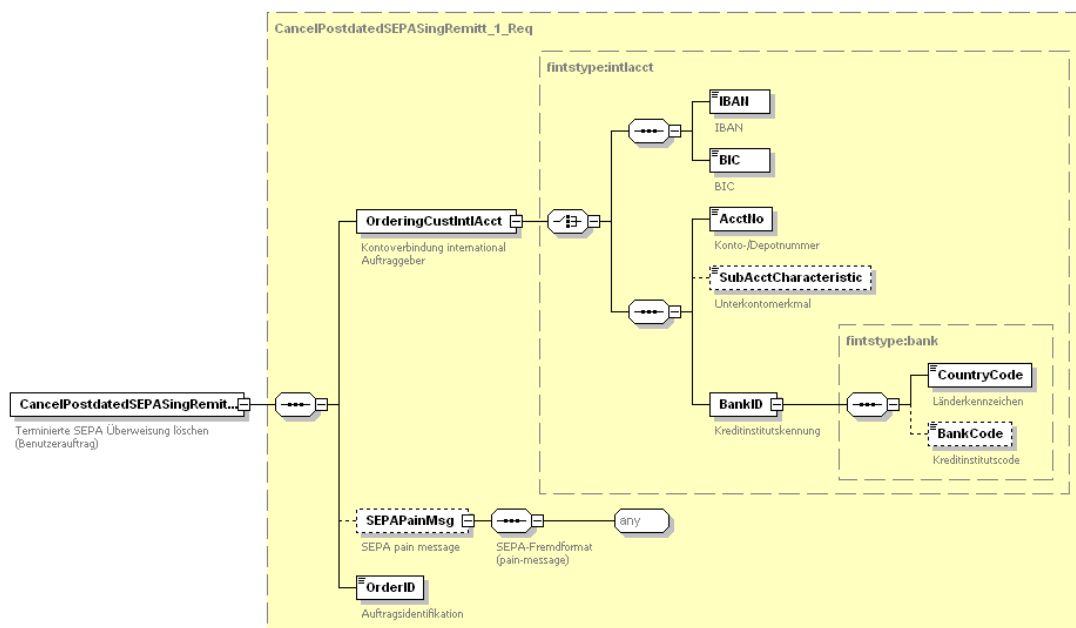 CancelPostdatedSEPASingRemitt_1_Req
fintstype:intlacct
IBAN
IBAN
BIC
BIC
OrderingCustIntlAcct
Kontoverbindung international
Auftraggeber
AcctNo
Konto-/Depotnummer
SubAcctCharacteristic
Unterkontomerkmal
fintstype:bank
CountryCode
Länderkennzeichen
CancelPostdatedSEPASingRemit...
Terminierte SEPA Überweisung löschen
(Benutzerauftrag)
BankID
Kreditinstitutskennung
BankCode
Kreditinstitutscode
SEPAPainMsg
SEPA pain message
SEPA-Fremdformat
(pain-message)
any
OrderID
Auftragsidentifikation